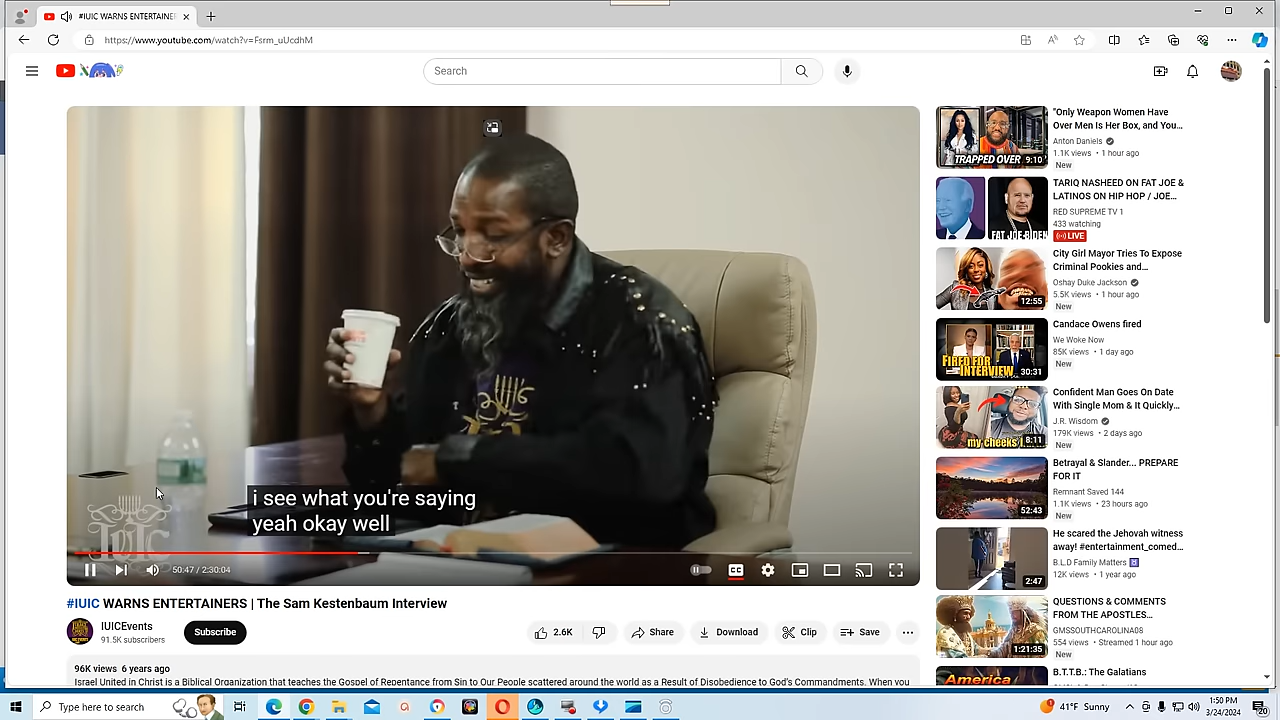 #IUIC WARNS ENTERTAINER
https://www.youtube.com/watch?v=Fsrm_uUcdhM
Search
i see what you're saying
yeah okay well
IUIC
50:47 / 2:30:04
CC
#IUIC WARNS ENTERTAINERS | The Sam Kestenbaum Interview
IUICEvents
91.5K subscribers
Subscribe
2.6K
Share
Download
Clip
Save
96K views 6 years ago
Israel United in Christ is a Biblical Organization that teaches the Gospel of Repentance from Sin to Our People scattered around the world as a Result of Disobedience to God's Commandments. When you
TRAPPED OVER
9:10
"Only Weapon Women Have
Over Men Is Her Box, and You...
Anton Daniels
1.1K views • 1 hour ago
New
FAT JOE-BIDEN
TARIQ NASHEED ON FAT JOE &
LATINOS ON HIP HOP / JOE...
RED SUPREME TV 1
433 watching
LIVE
12:55
City Girl Mayor Tries To Expose
Criminal Pookies and...
Oshay Duke Jackson
5.5K views • 1 hour ago
New
FIRED FOR
INTERVIEW
30:31
Candace Owens fired
We Woke Now
85K views • 1 day ago
New
my cheeks
8:11
Confident Man Goes On Date
With Single Mom & It Quickly...
J.R. Wisdom
179K views • 2 days ago
New
52:43
Betrayal & Slander... PREPARE
FOR IT
Remnant Saved 144
1.1K views • 23 hours ago
New
2:47
He scared the Jehovah witness
away! #entertainment_comed...
B.L.D Family Matters
12K views • 1 year ago
1:21:35
QUESTIONS & COMMENTS
FROM THE APOSTLES...
GMSSOUTHCAROLINA08
554 views • Streamed 1 hour ago
New
America
B.T.T.B.: The Galatians
Type here to search
41°F Sunny
1:50 PM
3/24/2024
20